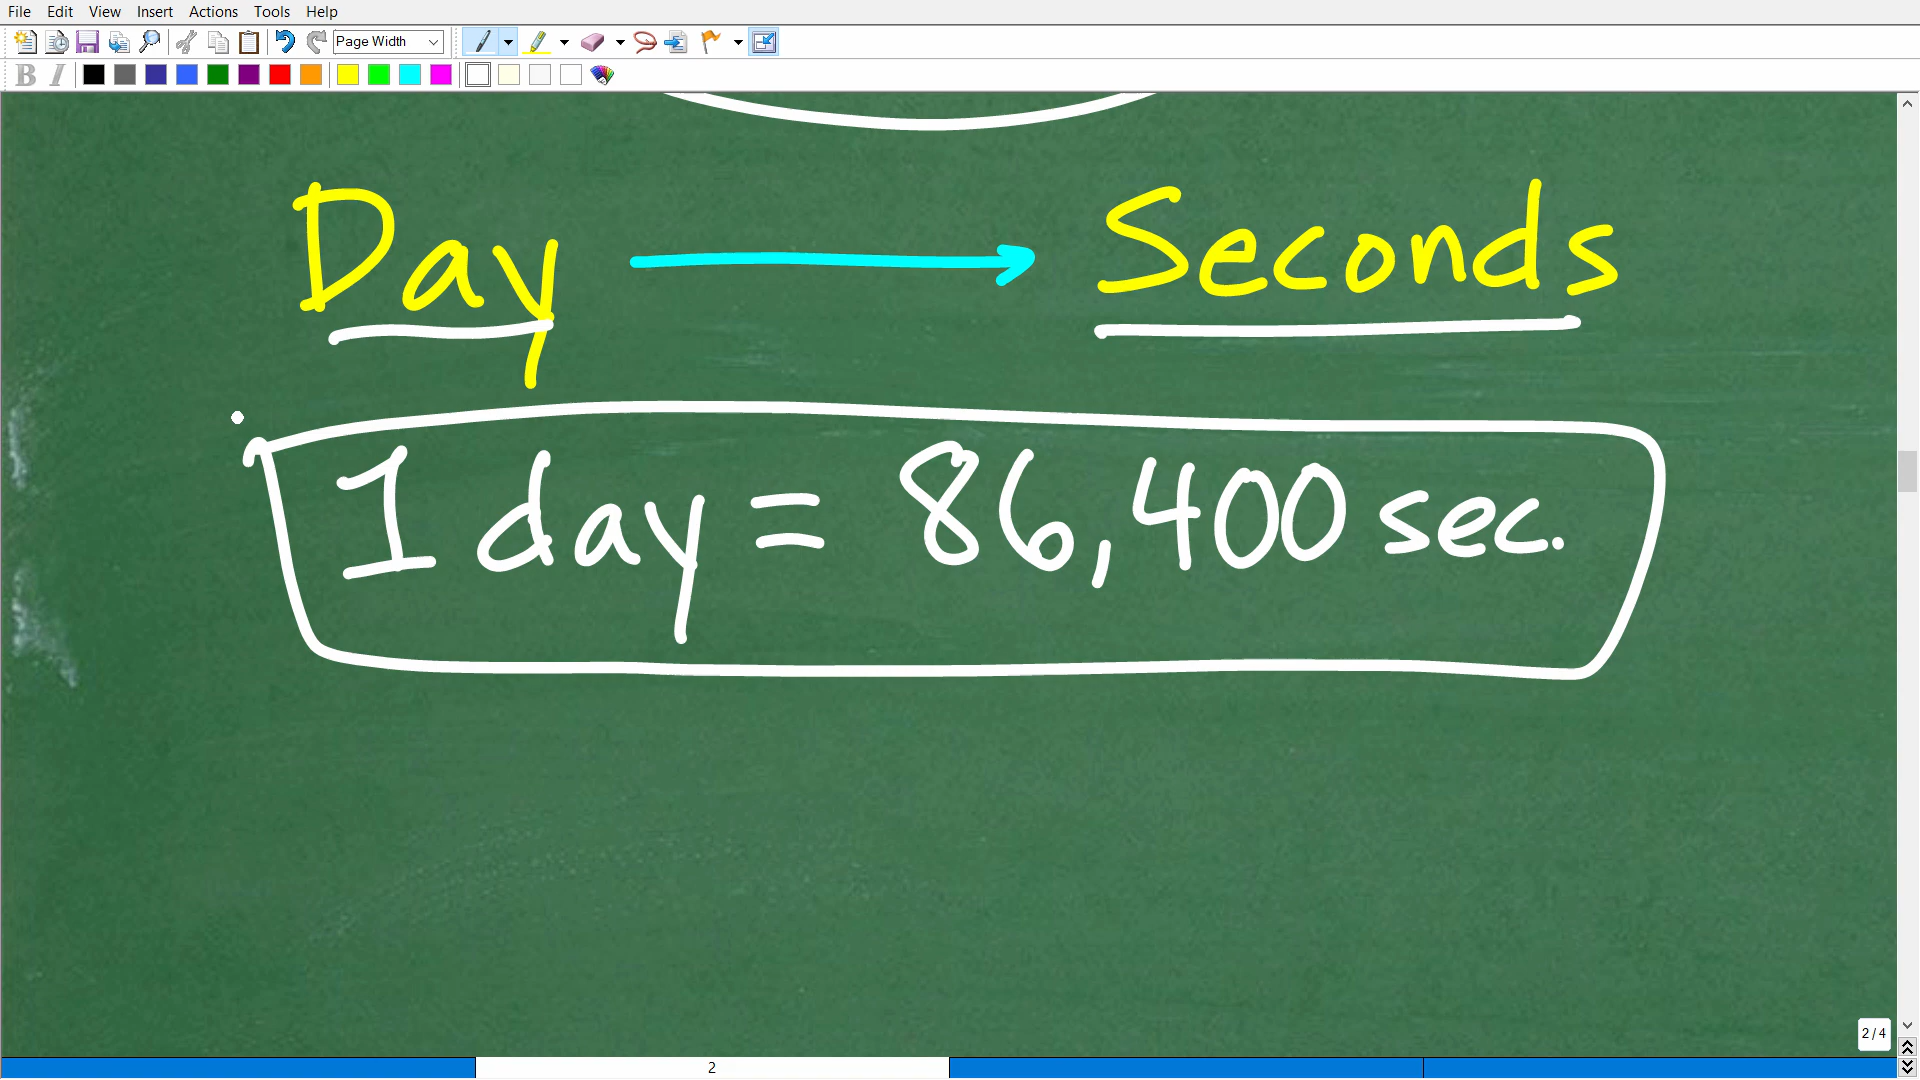 File Edit View Insert Actions Tools Help
Page Width
B I
Day → Seconds
1 day = 86,400 sec.
2 / 4
2